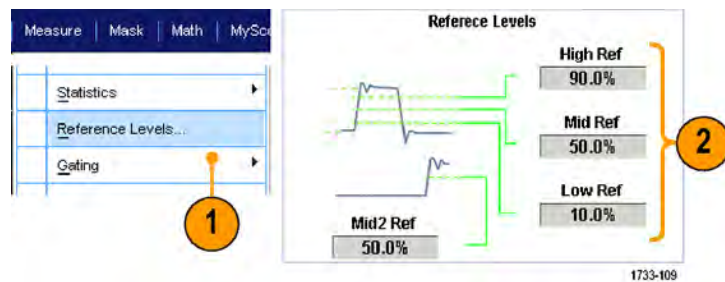 Measure | Mask | Math | MySc
Statistics
Reference Levels...
Gating
1
Referece Levels
High Ref
90.0%
Mid Ref
50.0%
Low Ref
10.0%
2
Mid2 Ref
50.0%
1733-109